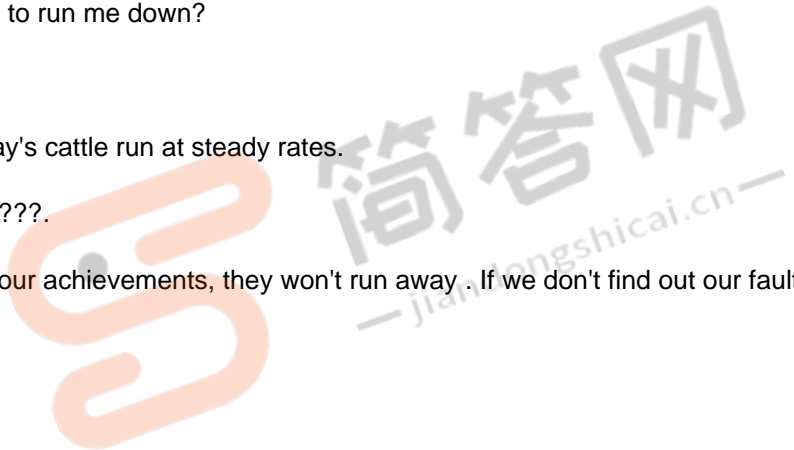 to run me down?
ay's cattle run at steady rates.
???.
our achievements, they won't run away . If we don't find out our fault
简答网
— jiandongshicai.cn —